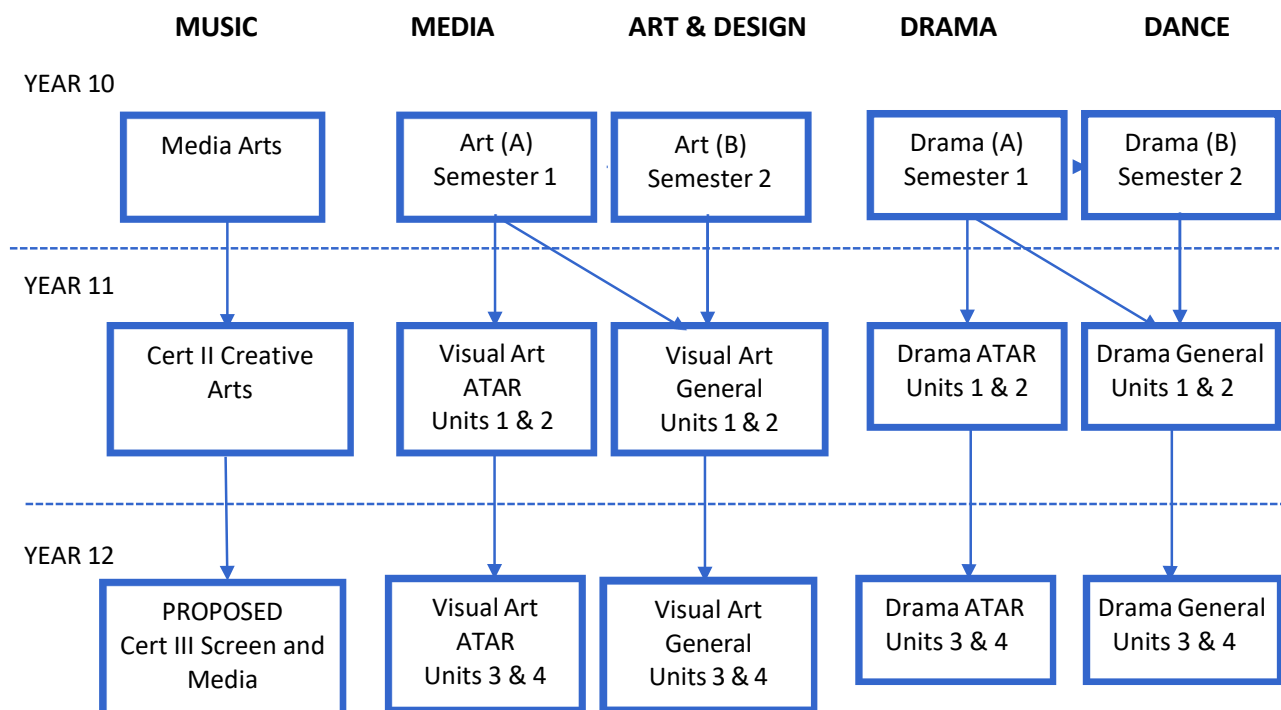 MUSIC MEDIA ART & DESIGN DRAMA DANCE
YEAR 10
Media Arts
Art (A)
Semester 1
Art (B)
Semester 2
Drama (A)
Semester 1
Drama (B)
Semester 2
YEAR 11
Cert II Creative
Arts
Visual Art
ATAR
Units 1 & 2
Visual Art
General
Units 1 & 2
Drama ATAR
Units 1 & 2
Drama General
Units 1 & 2
YEAR 12
PROPOSED
Cert III Screen and
Media
Visual Art
ATAR
Units 3 & 4
Visual Art
General
Units 3 & 4
Drama ATAR
Units 3 & 4
Drama General
Units 3 & 4